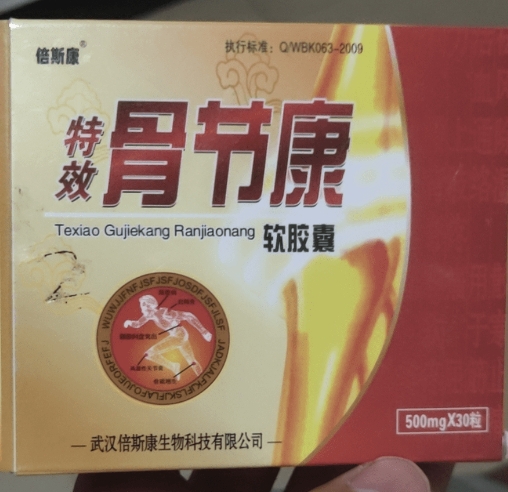 倍斯康®
执行标准：Q/WBK063-2009
特效 骨节康
Texiao Gujiekang Ranjiaonang 软胶囊
2
500mgX30粒
—武汉倍斯康生物科技有限公司—